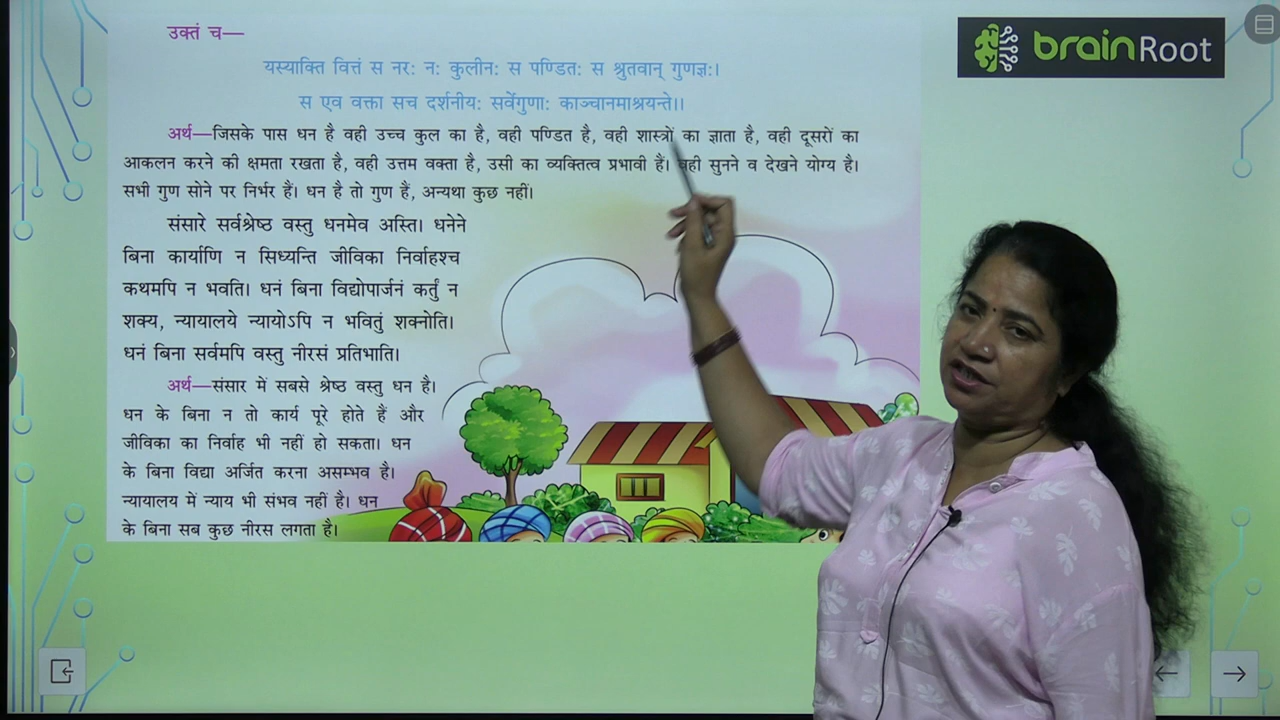 उक्तं च—
brainRoot
यस्याक्ति वित्तं स नरः नः कुलीनः स पण्डितः स श्रुतवान् गुणज्ञः।
स एव वक्ता सच दर्शनीयः सर्वेगुणाः काञ्चानमाश्रयन्ते।।
अर्थ—जिसके पास धन है वही उच्च कुल का है, वही पण्डित है, वही शास्त्रों का ज्ञाता है, वही दूसरों का
आकलन करने की क्षमता रखता है, वही उत्तम वक्ता है, उसी का व्यक्तित्व प्रभावी है। वही सुनने व देखने योग्य है।
सभी गुण सोने पर निर्भर हैं। धन है तो गुण हैं, अन्यथा कुछ नहीं।
संसारे सर्वश्रेष्ठ वस्तु धनमेव अस्ति। धनेने
बिना कार्याणि न सिध्यन्ति जीविका निर्वाहश्च
कथमपि न भवति। धनं बिना विद्योपार्जनं कर्तुं न
शक्य, न्यायालये न्यायोऽपि न भवितुं शक्नोति।
धनं बिना सर्वमपि वस्तु नीरसं प्रतिभाति।
अर्थ—संसार में सबसे श्रेष्ठ वस्तु धन है।
धन के बिना न तो कार्य पूरे होते हैं और
जीविका का निर्वाह भी नहीं हो सकता। धन
के बिना विद्या अर्जित करना असम्भव है।
न्यायालय में न्याय भी संभव नहीं है। धन
के बिना सब कुछ नीरस लगता है।